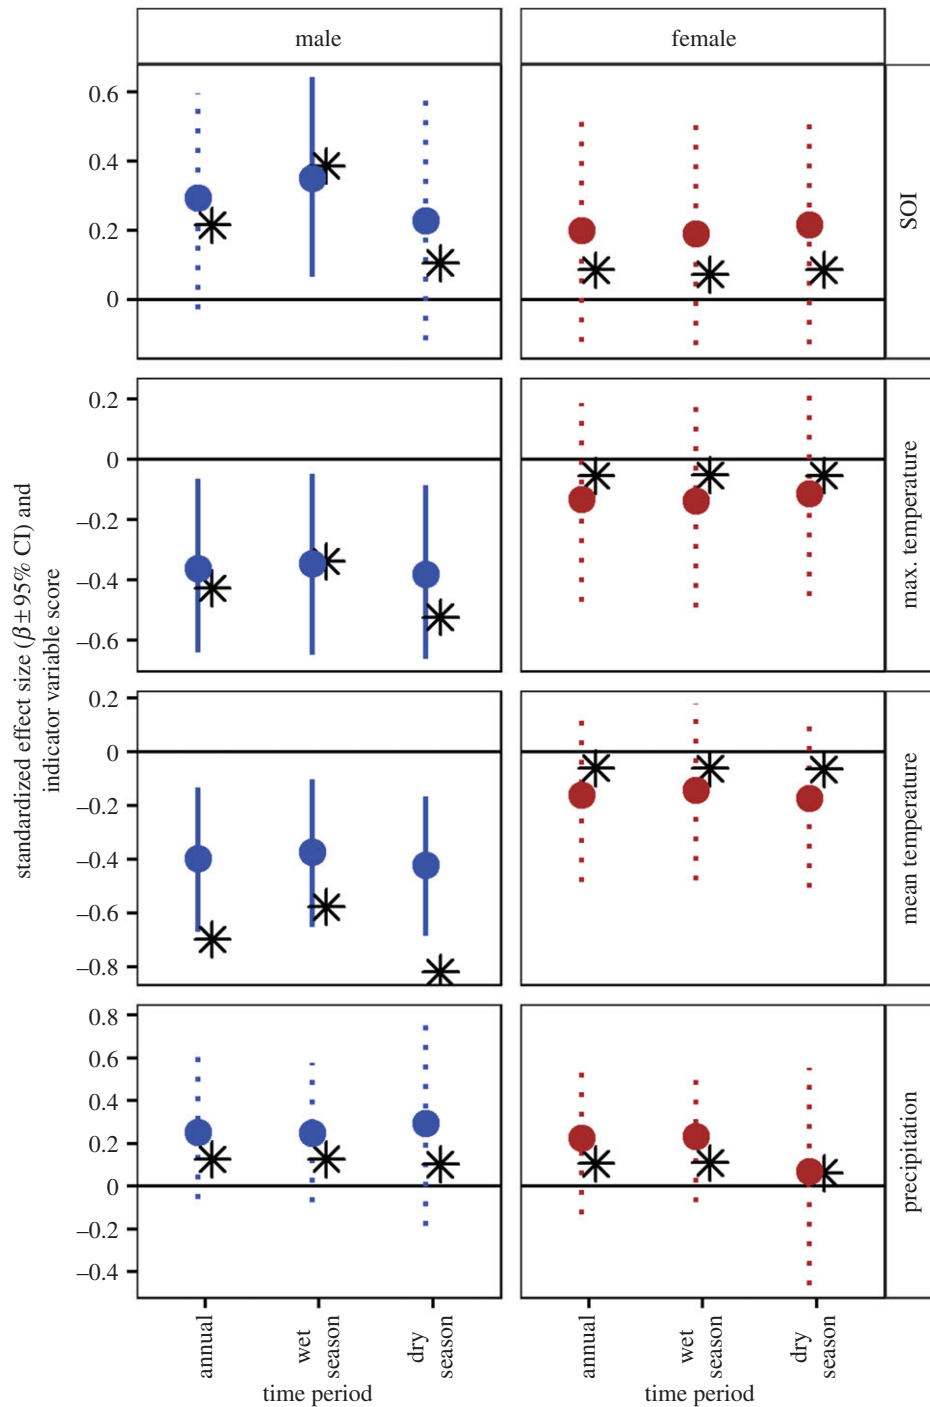 male
female
0.6
0.4
0.2
0
SOI
0.2
0
–0.2
–0.4
–0.6
max. temperature
standardized effect size (β±95% CI) and
indicator variable score
0.2
0
–0.2
–0.4
–0.6
–0.8
mean temperature
0.8
0.6
0.4
0.2
0
–0.2
–0.4
precipitation
annual
wet
season
dry
season
time period
annual
wet
season
dry
season
time period